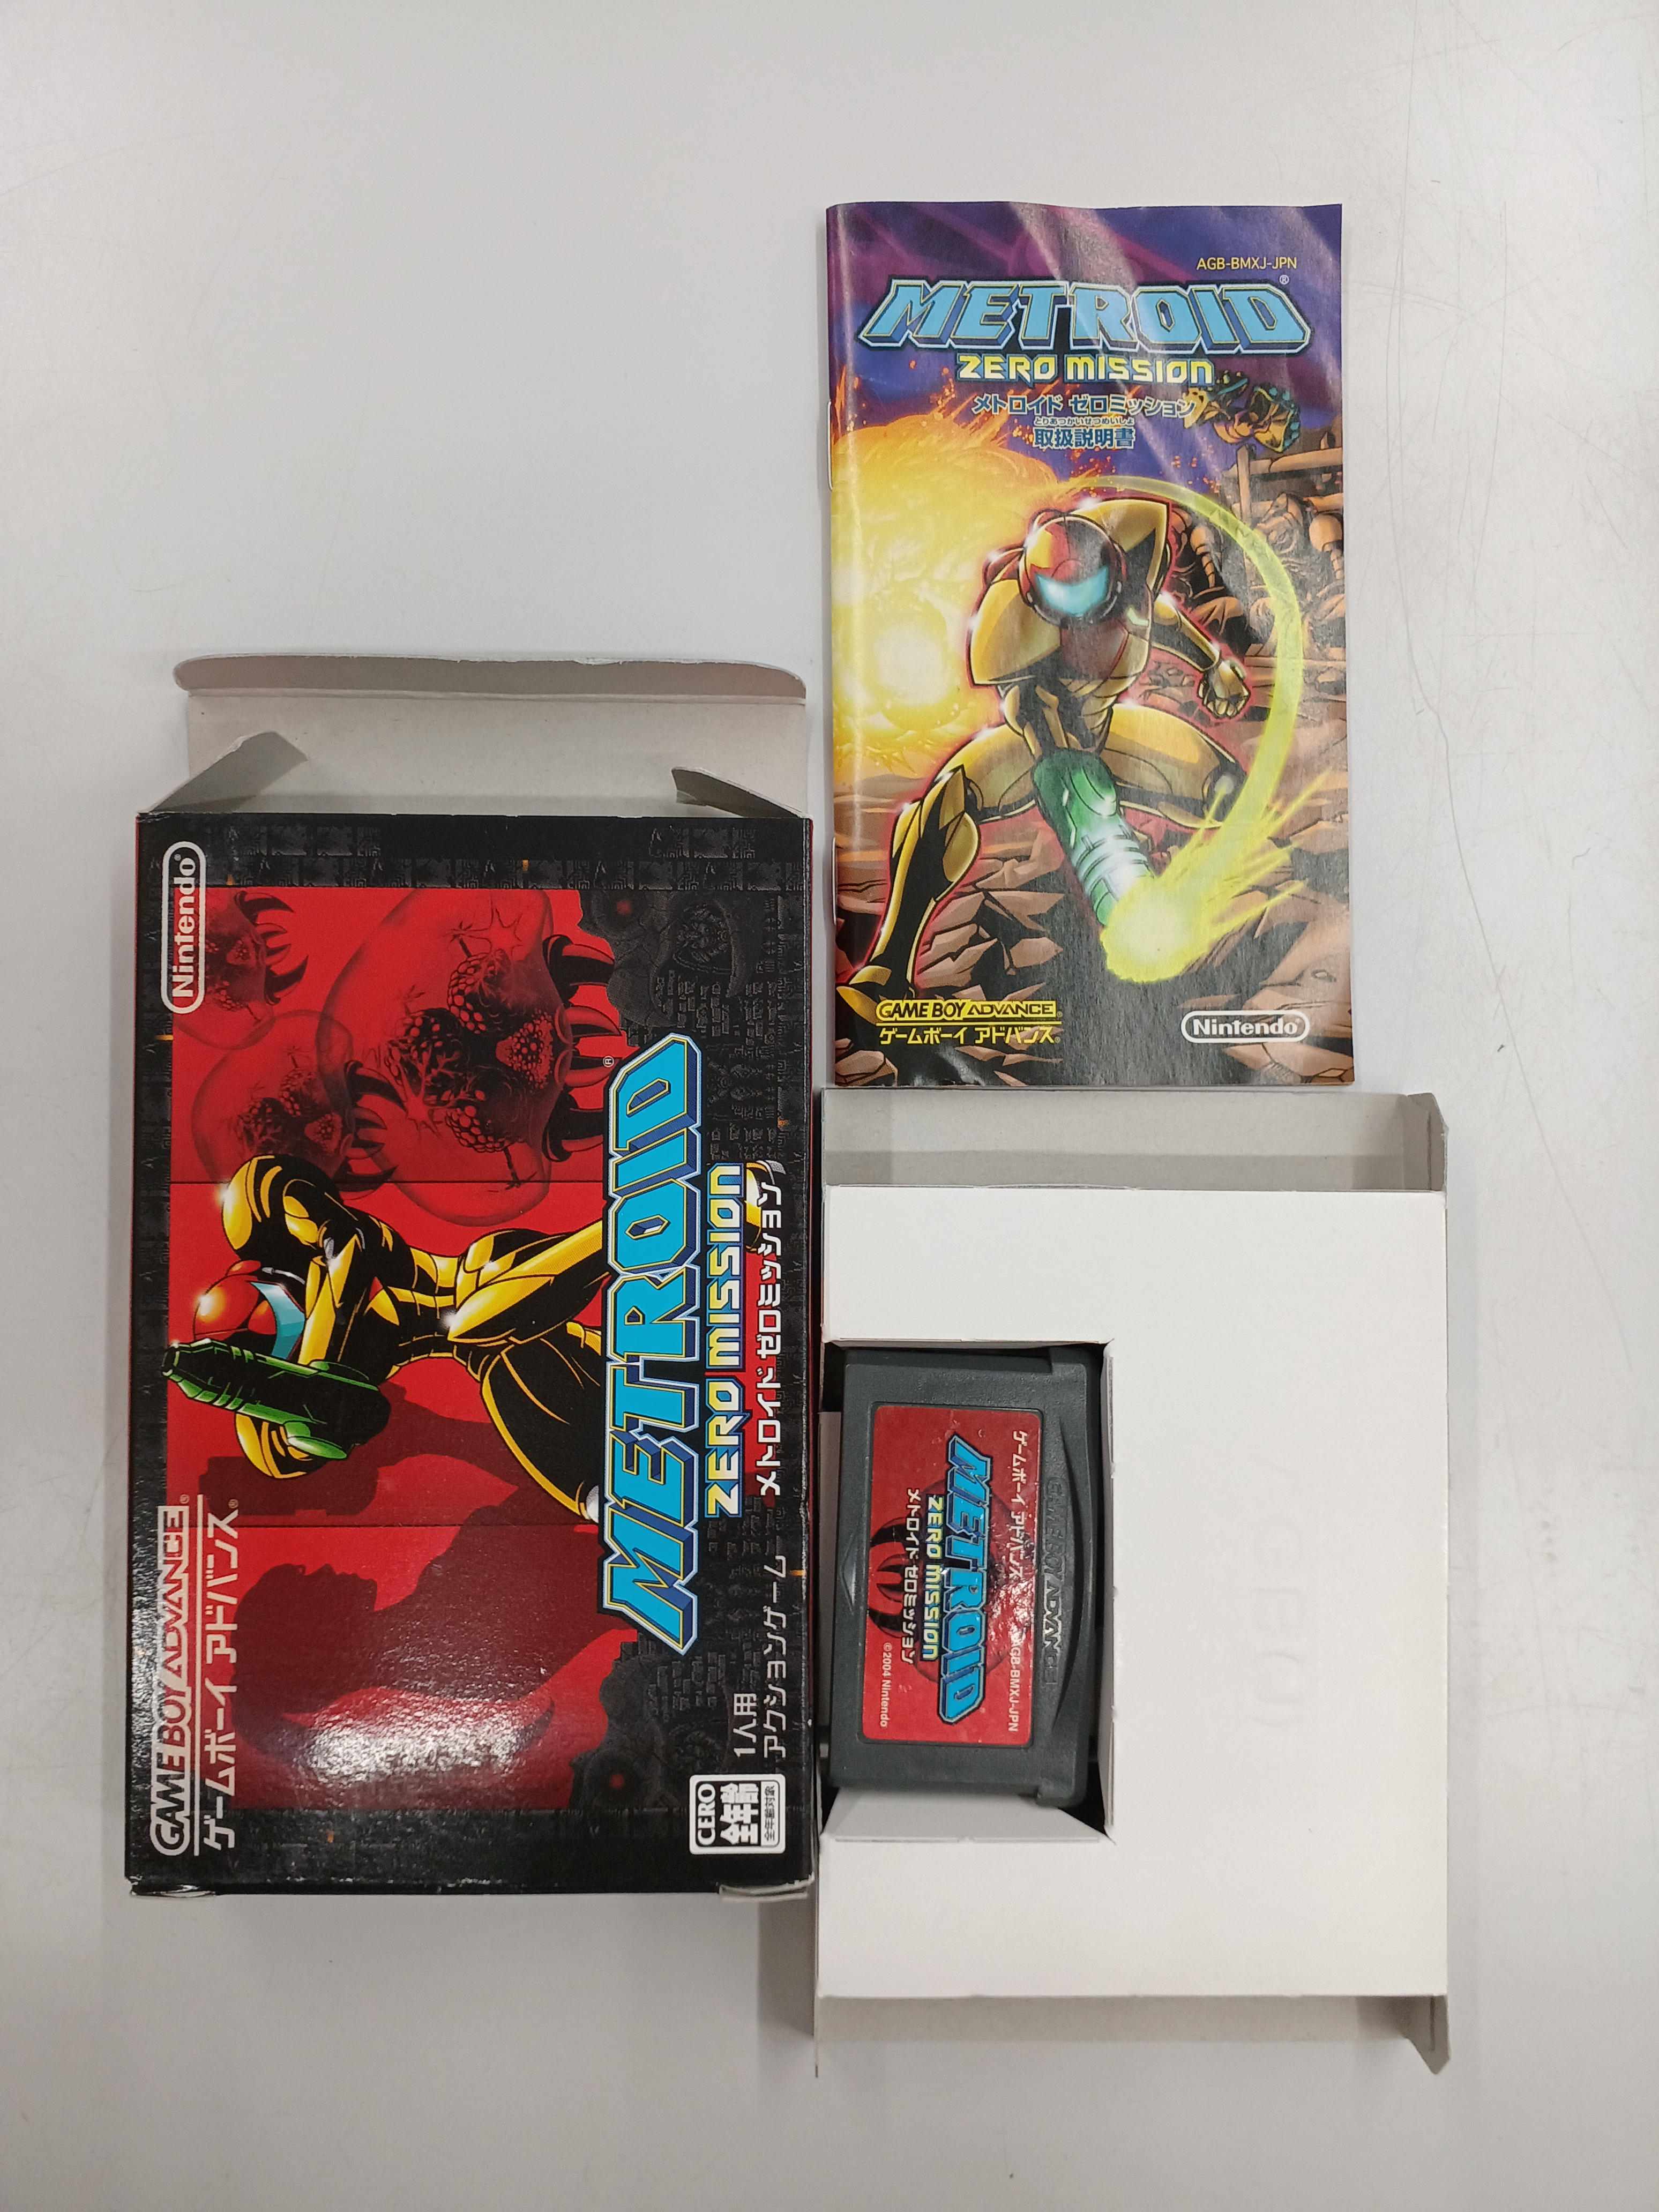 AGB-BMXJ-JPN
METROID®
ZERO MISSION
メトロイド ゼロミッション
とりあつかいせつめいしょ
取扱説明書
GAME BOY ADVANCE
ゲームボーイ アドバンス®
Nintendo®
Nintendo®
GAME BOY ADVANCE®
ゲームボーイ アドバンス®
METROID®
ZERO MISSION
メトロイド ゼロミッション
1人用
アクションゲーム
CERO
全年齢
全年齢対象
GAME BOY ADVANCE
ゲームボーイ アドバンス
AGB-BMXJ-JPN
METROID
ZERO MISSION
メトロイド ゼロミッション
©2004 Nintendo